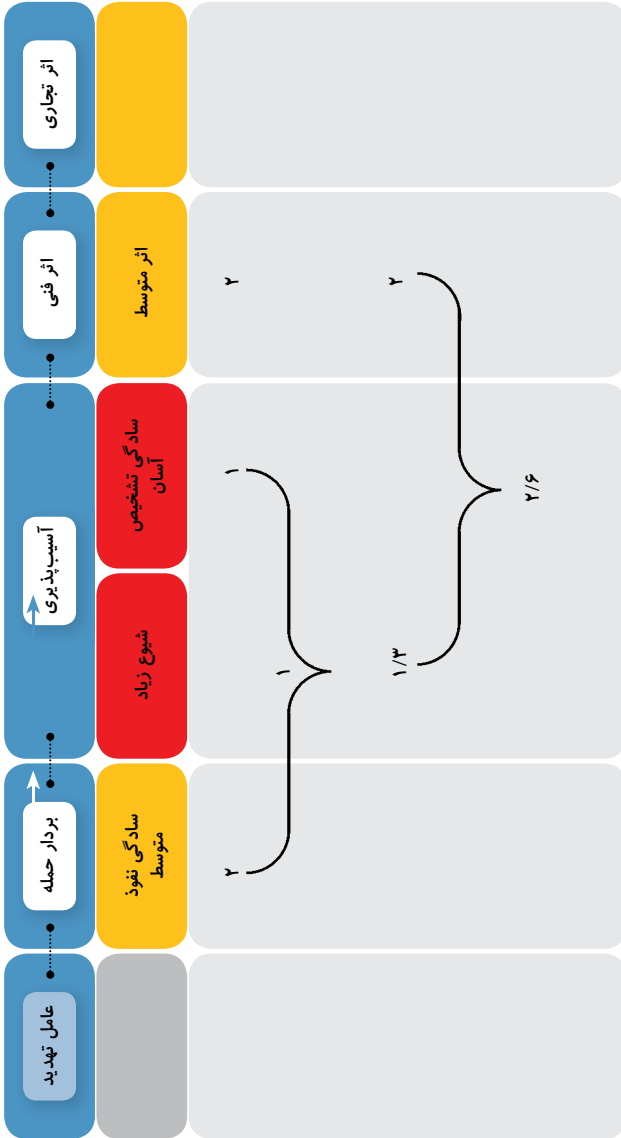 عامل تهدید
بردار حمله
آسیب‌پذیری
اثر فنی
اثر تجاری
سادگی نفوذ
متوسط
شیوع زیاد
سادگی تشخیص
آسان
اثر متوسط
۲
۱
۱
۲
۱/۳
۲
۲/۶